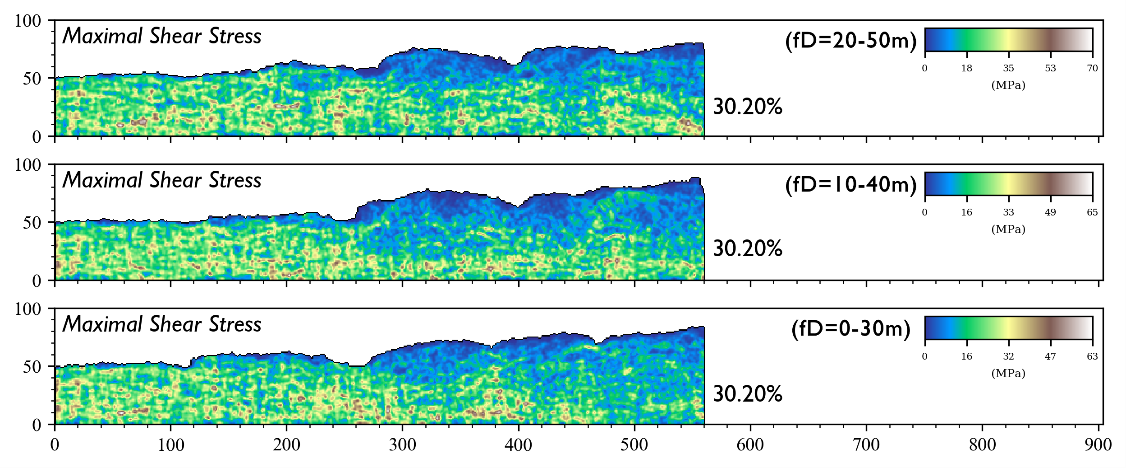 100
Maximal Shear Stress
(fD=20-50m)
0 18 35 53 70
(MPa)
50
30.20%
0
100
Maximal Shear Stress
(fD=10-40m)
0 16 33 49 65
(MPa)
50
30.20%
0
100
Maximal Shear Stress
(fD=0-30m)
0 16 32 47 63
(MPa)
50
30.20%
0
0 100 200 300 400 500 600 700 800 900